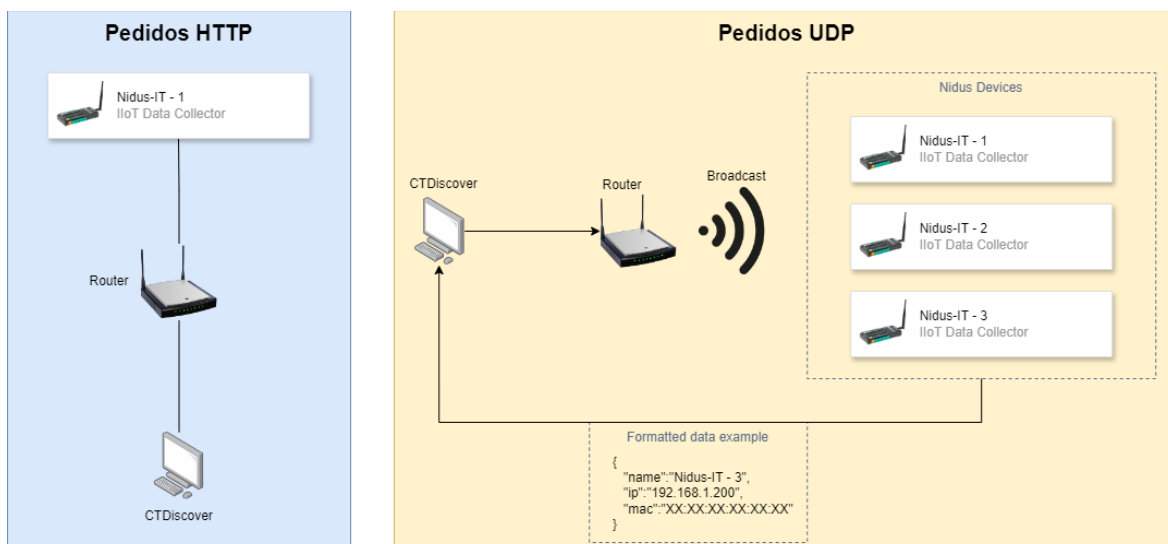 Pedidos HTTP
Nidus-IT - 1
IIoT Data Collector
Router
CTDiscover
Pedidos UDP
Nidus Devices
Nidus-IT - 1
IIoT Data Collector
CTDiscover
Router
Broadcast
Nidus-IT - 2
IIoT Data Collector
Nidus-IT - 3
IIoT Data Collector
Formatted data example
{
"name":"Nidus-IT - 3",
"ip":"192.168.1.200",
"mac":"XX:XX:XX:XX:XX:XX"
}